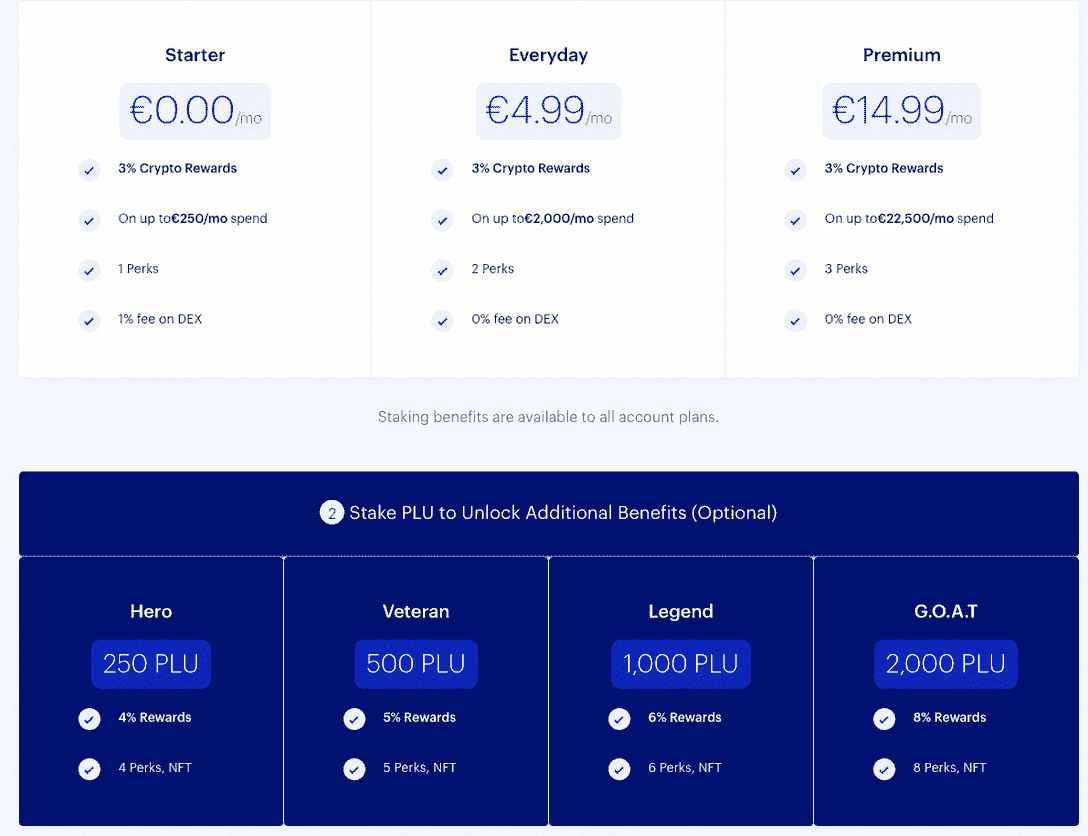 Starter
€0.00/mo
3% Crypto Rewards
On up to€250/mo spend
1 Perks
1% fee on DEX
Everyday
€4.99/mo
3% Crypto Rewards
On up to€2,000/mo spend
2 Perks
0% fee on DEX
Premium
€14.99/mo
3% Crypto Rewards
On up to€22,500/mo spend
3 Perks
0% fee on DEX
Staking benefits are available to all account plans.
2 Stake PLU to Unlock Additional Benefits (Optional)
Hero
250 PLU
4% Rewards
4 Perks, NFT
Veteran
500 PLU
5% Rewards
5 Perks, NFT
Legend
1,000 PLU
6% Rewards
6 Perks, NFT
G.O.A.T
2,000 PLU
8% Rewards
8 Perks, NFT